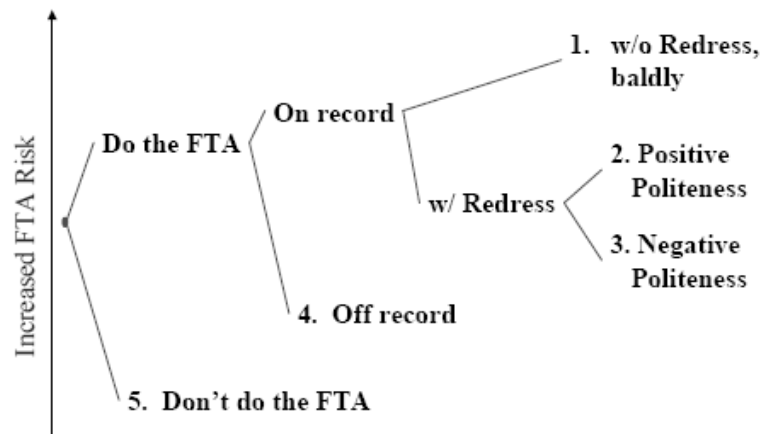 Increased FTA Risk
1. w/o Redress,
baldly
On record
Do the FTA
2. Positive
Politeness
w/ Redress
3. Negative
Politeness
4. Off record
5. Don't do the FTA